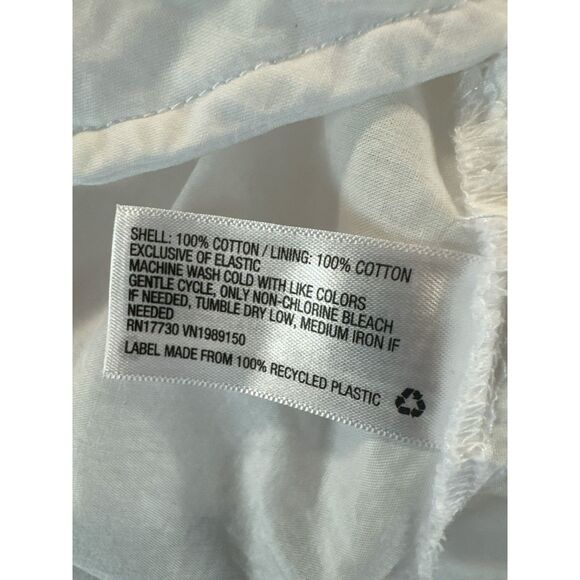 SHELL: 100% COTTON / LINING: 100% COTTON
EXCLUSIVE OF ELASTIC
MACHINE WASH COLD WITH LIKE COLORS
GENTLE CYCLE, ONLY NON-CHLORINE BLEACH
IF NEEDED, TUMBLE DRY LOW, MEDIUM IRON IF
NEEDED
RN17730 VN1989150
LABEL MADE FROM 100% RECYCLED PLASTIC